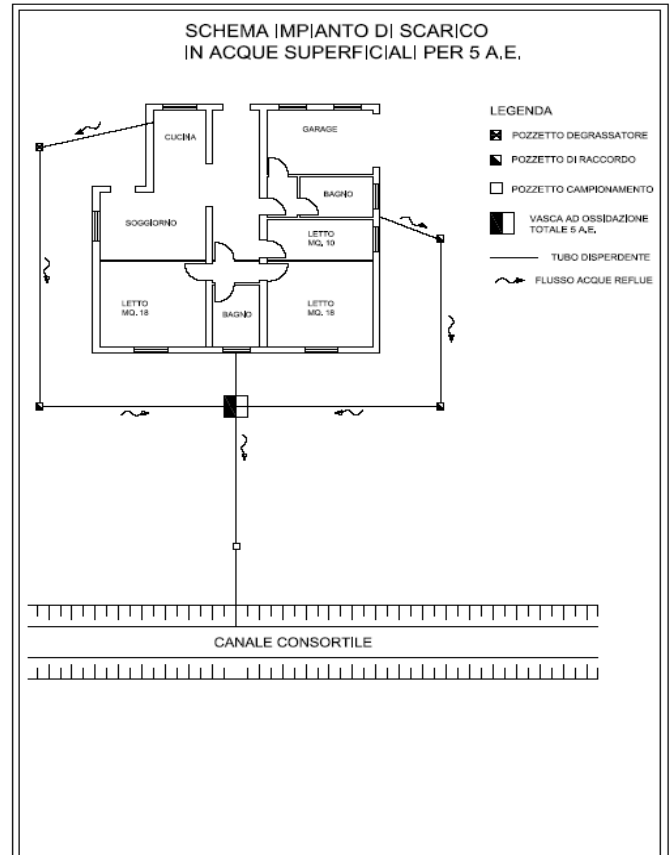 SCHEMA IMPIANTO DI SCARICO
IN ACQUE SUPERFICIALI PER 5 A.E.
CUCINA
GARAGE
BAGNO
SOGGIORNO
LETTO
MQ. 10
LETTO
MQ. 18
BAGNO
LETTO
MQ. 18
LEGENDA
POZZETTO DEGRASSATORE
POZZETTO DI RACCORDO
POZZETTO CAMPIONAMENTO
VASCA AD OSSIDAZIONE
TOTALE 5 A.E.
TUBO DISPERDENTE
FLUSSO ACQUE REFLUE
CANALE CONSORTILE